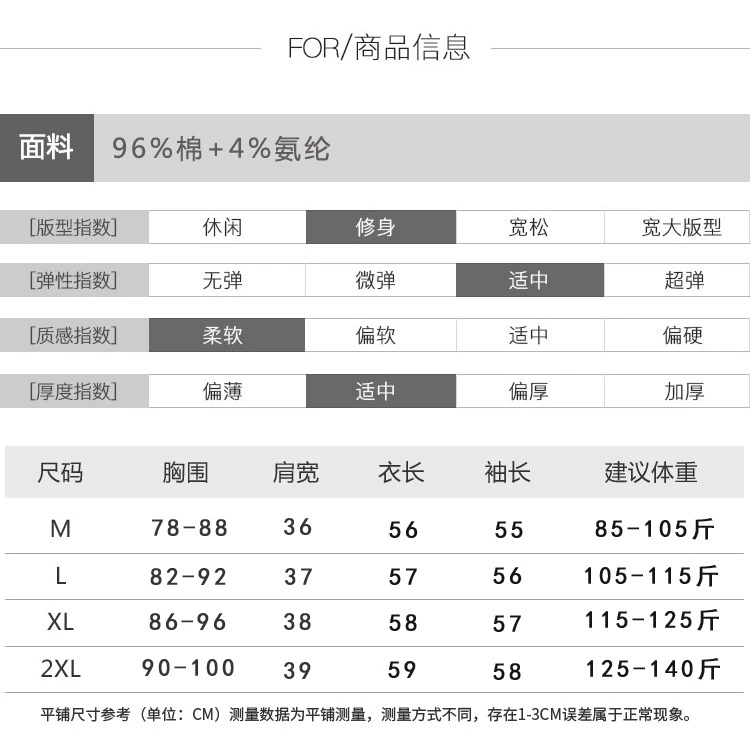 FOR/商品信息
面料 96%棉+4%氨纶
[版型指数] 休闲 修身 宽松 宽大版型
[弹性指数] 无弹 微弹 适中 超弹
[质感指数] 柔软 偏软 适中 偏硬
[厚度指数] 偏薄 适中 偏厚 加厚
尺码 胸围 肩宽 衣长 袖长 建议体重
M 78-88 36 56 55 85-105斤
L 82-92 37 57 56 105-115斤
XL 86-96 38 58 57 115-125斤
2XL 90-100 39 59 58 125-140斤
平铺尺寸参考（单位：CM）测量数据为平铺测量，测量方式不同，存在1-3CM误差属于正常现象。